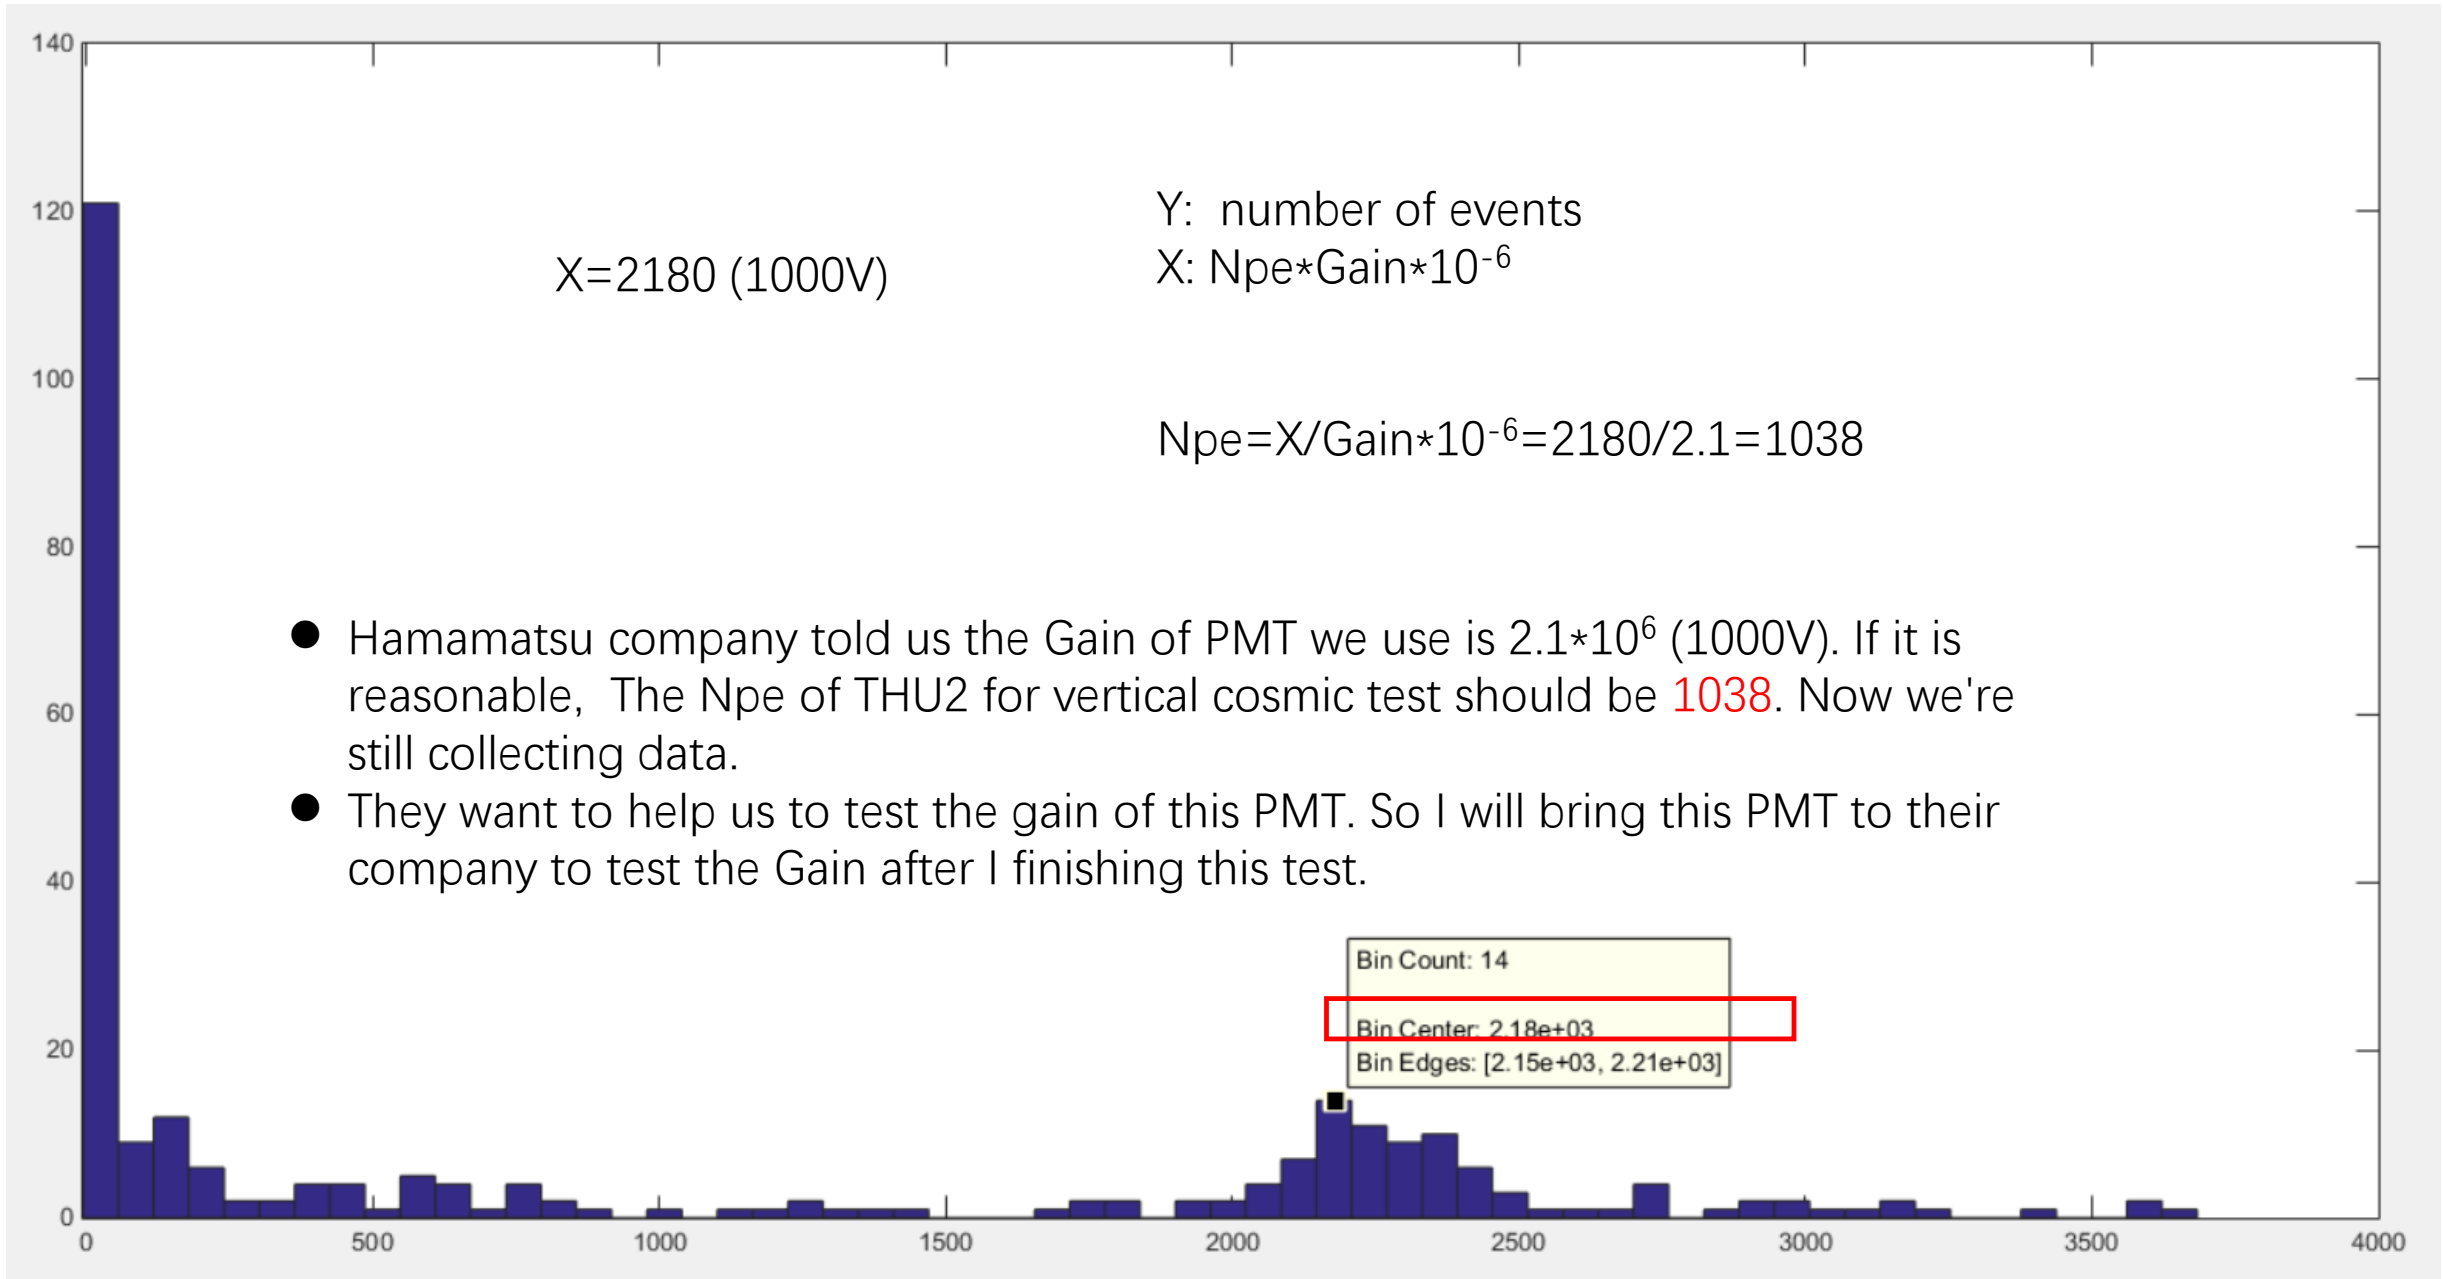 140
120
100
80
60
40
20
0
0 500 1000 1500 2000 2500 3000 3500 4000
X=2180 (1000V)
Y:  number of events
X: Npe*Gain*10⁻⁶
Npe=X/Gain*10⁻⁶=2180/2.1=1038
● Hamamatsu company told us the Gain of PMT we use is 2.1*10⁶ (1000V). If it is
reasonable,  The Npe of THU2 for vertical cosmic test should be 1038. Now we're
still collecting data.
● They want to help us to test the gain of this PMT. So I will bring this PMT to their
company to test the Gain after I finishing this test.
Bin Count: 14
Bin Center: 2.18e+03
Bin Edges: [2.15e+03, 2.21e+03]